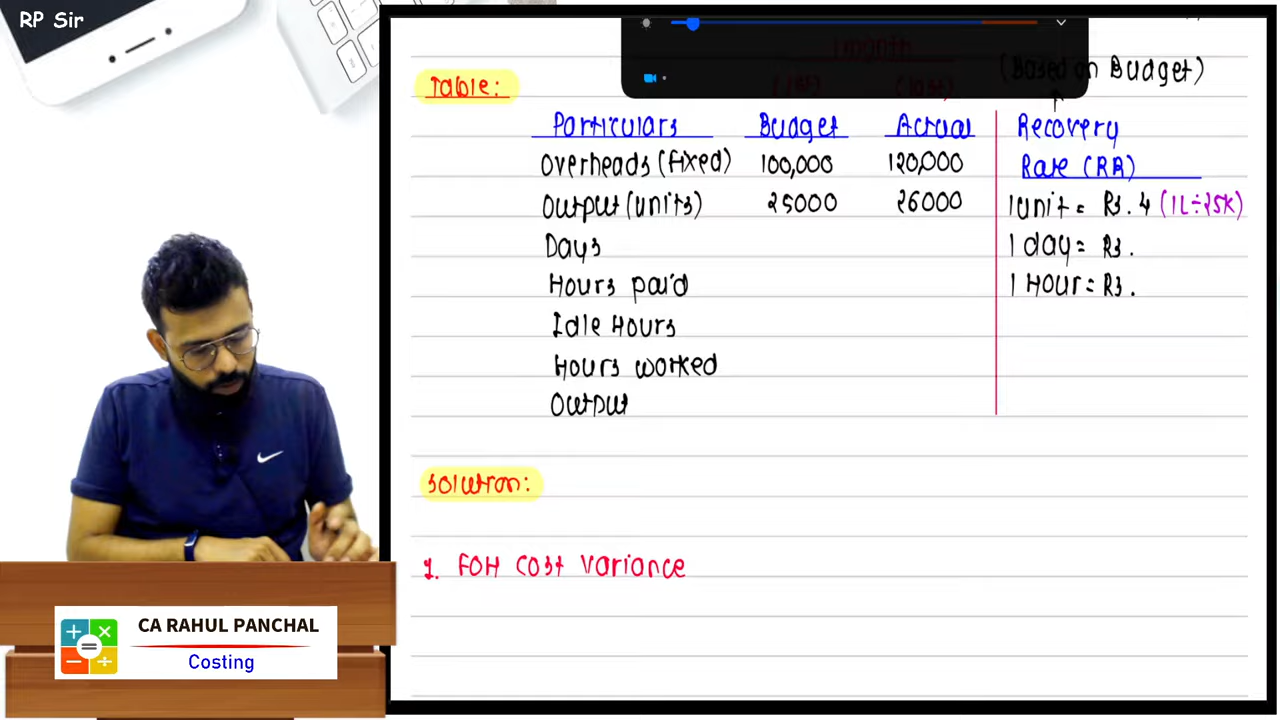 RP Sir
(Based on Budget)
Table:
Particulars Budget Actual Recovery
Rate (RR)
Overheads (fixed) 100,000 120,000
Output (units) 25000 26000 1 unit = Rs. 4 (1L÷25K)
Days 1 day = Rs.
Hours paid 1 Hour = Rs.
Idle Hours
Hours worked
Output
Solution:
1. FOH Cost Variance
CA RAHUL PANCHAL
Costing